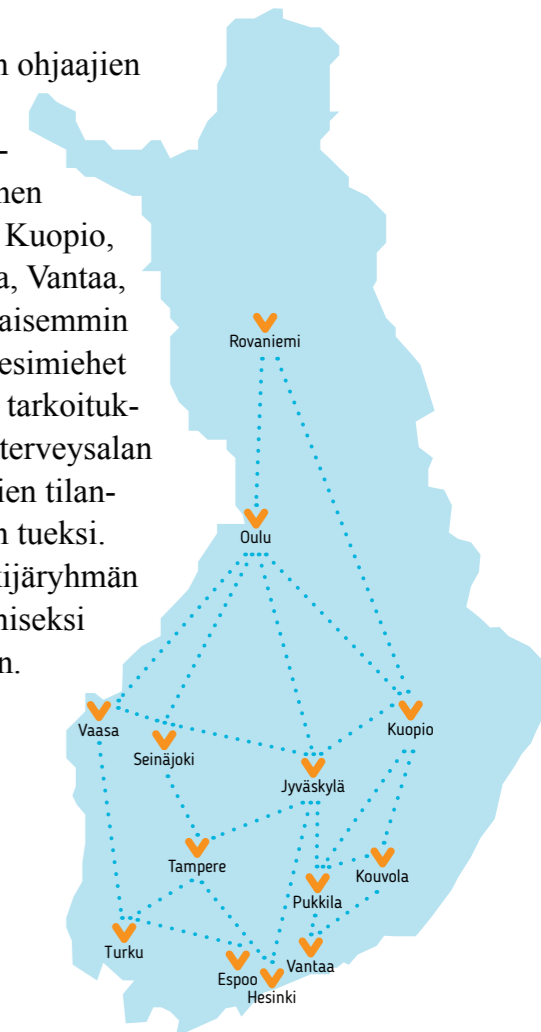 n ohjaajien
-
nen
Kuopio,
a, Vantaa,
aisemmin
esimiehet
tarkoituk-
terveysalan
ien tilan-
n tueksi.
kijäryhmän
niseksi
n.
Rovaniemi
Oulu
Vaasa
Seinäjoki
Kuopio
Jyväskylä
Tampere
Kouvola
Pukkila
Turku
Vantaa
Espoo
Hesinki